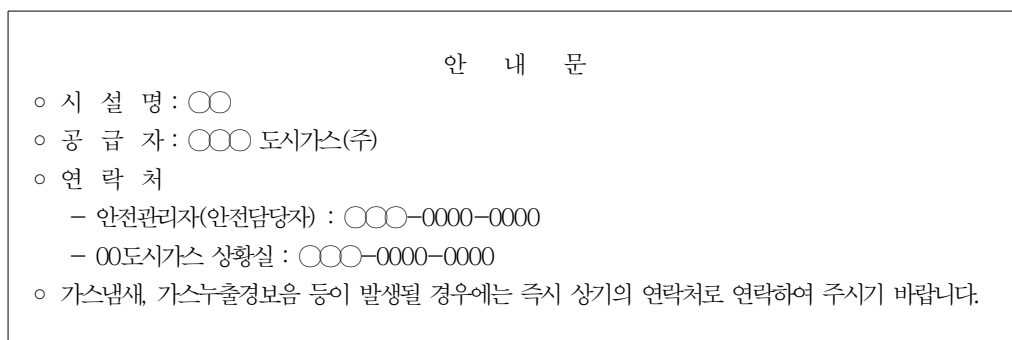 안 내 문
○ 시 설 명 : ○○
○ 공 급 자 : ○○○ 도시가스(주)
○ 연 락 처
- 안전관리자(안전담당자) : ○○○-0000-0000
- 00도시가스 상황실 : ○○○-0000-0000
○ 가스냄새, 가스누출경보음 등이 발생될 경우에는 즉시 상기의 연락처로 연락하여 주시기 바랍니다.